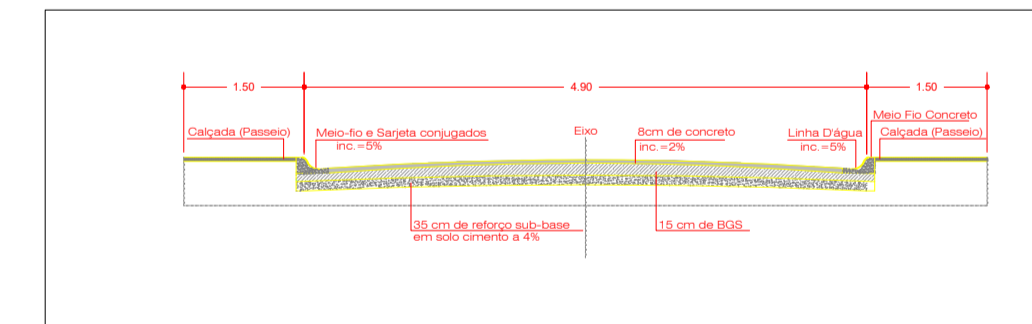 1.50
4.90
1.50
Meio Fio Concreto
Calçada (Passeio)
Meio-fio e Sarjeta conjugados
inc.=5%
Eixo
8cm de concreto
inc.=2%
Linha D'água
inc.=5%
Calçada (Passeio)
35 cm de reforço sub-base
em solo cimento a 4%
15 cm de BGS